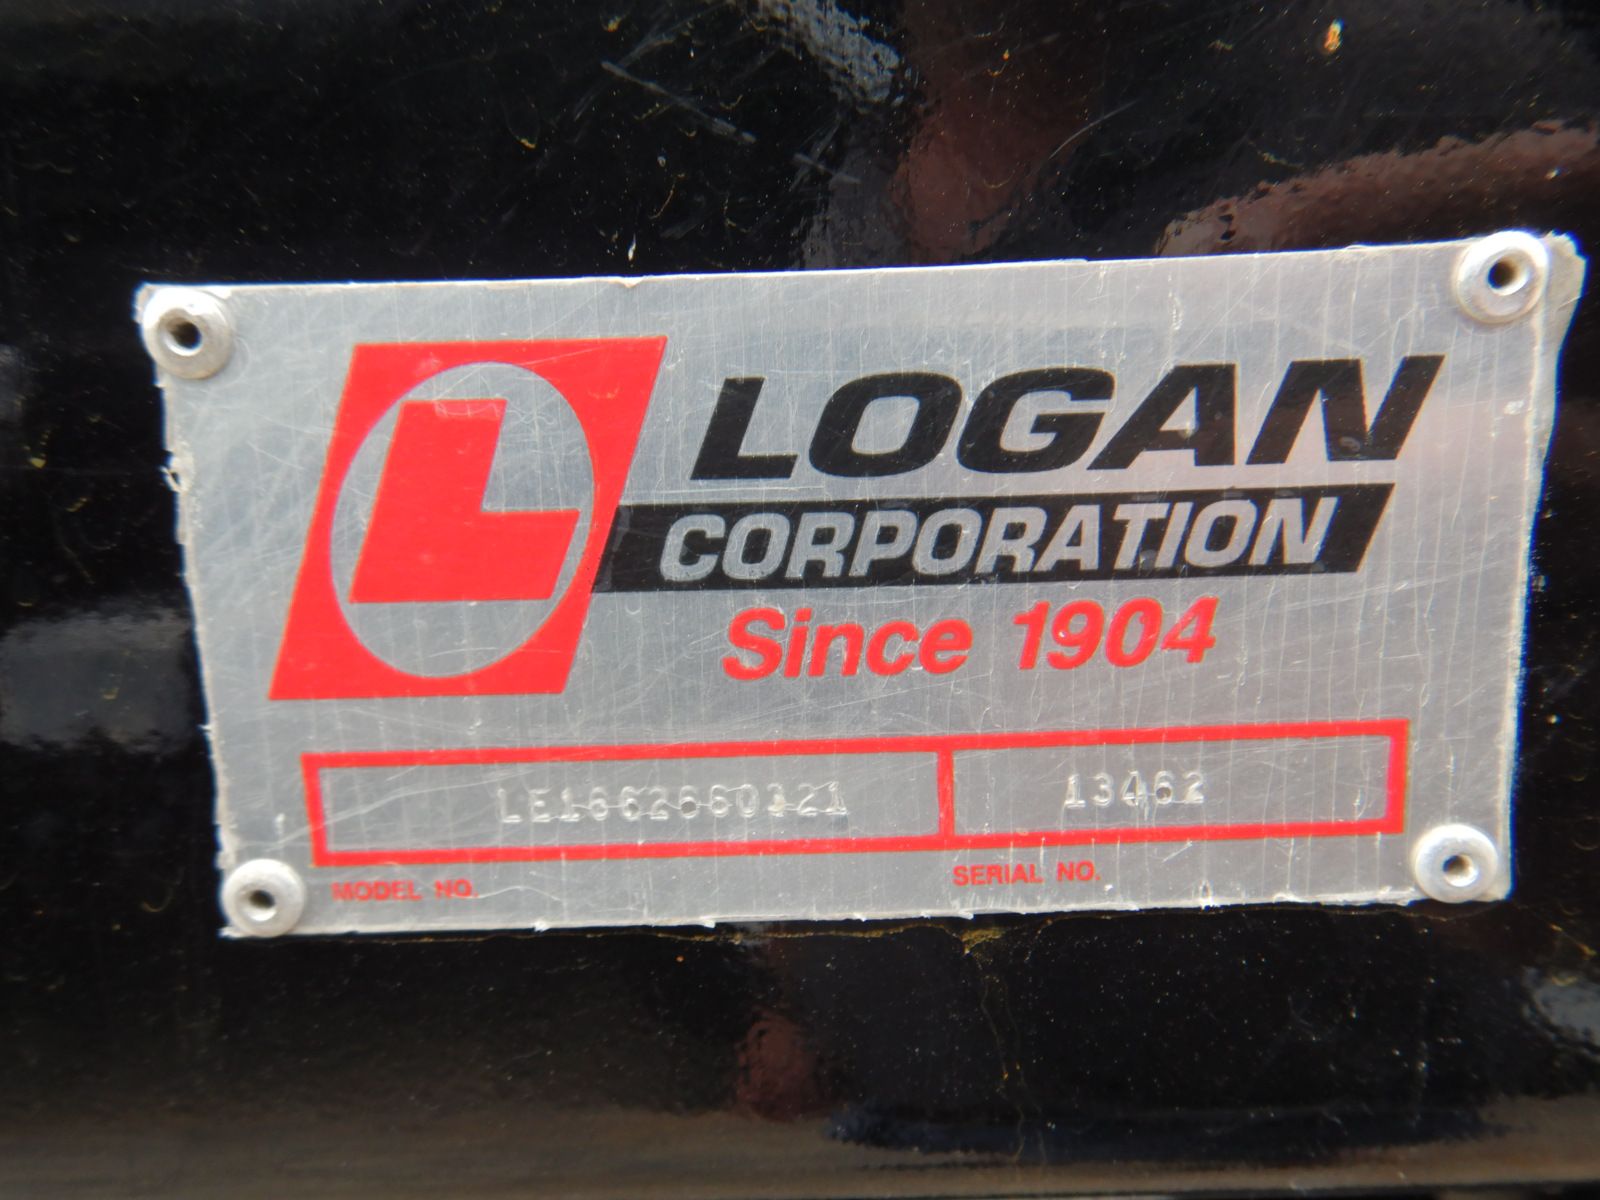 L
LOGAN
CORPORATION
Since 1904
LE1662660121 13462
MODEL NO. SERIAL NO.